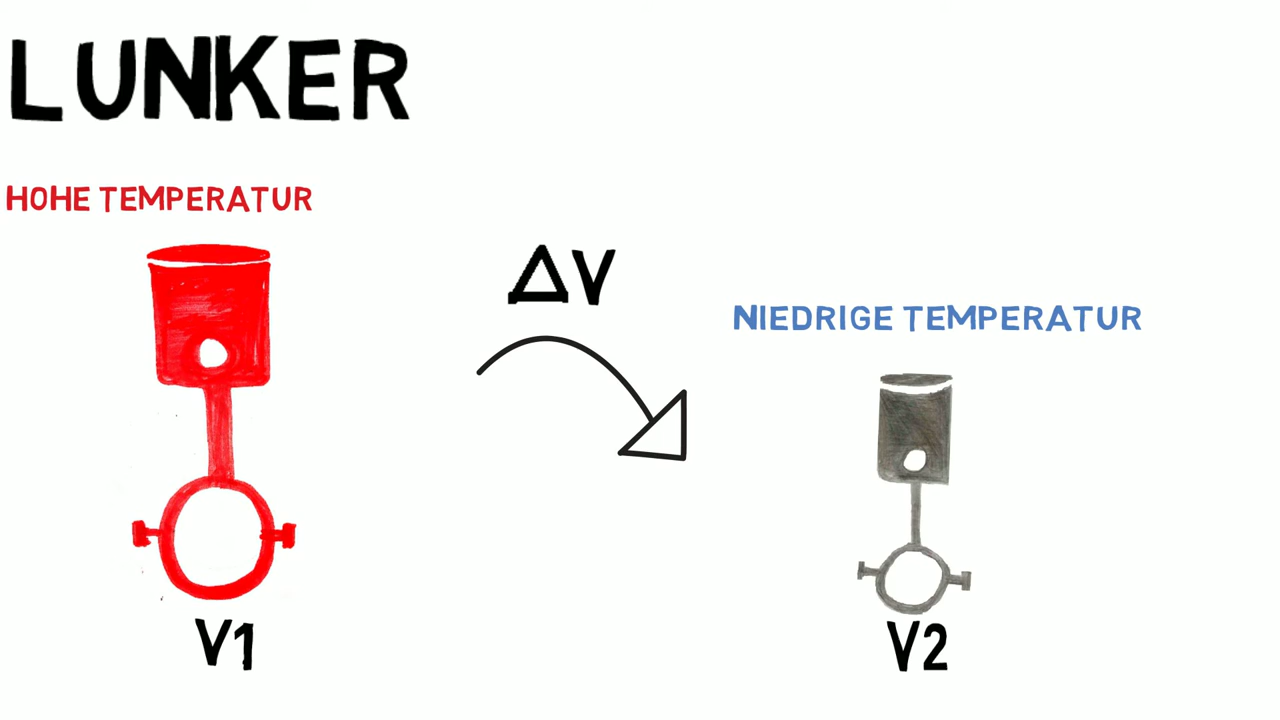 LUNKER
HOHE TEMPERATUR
ΔV
NIEDRIGE TEMPERATUR
V1
V2